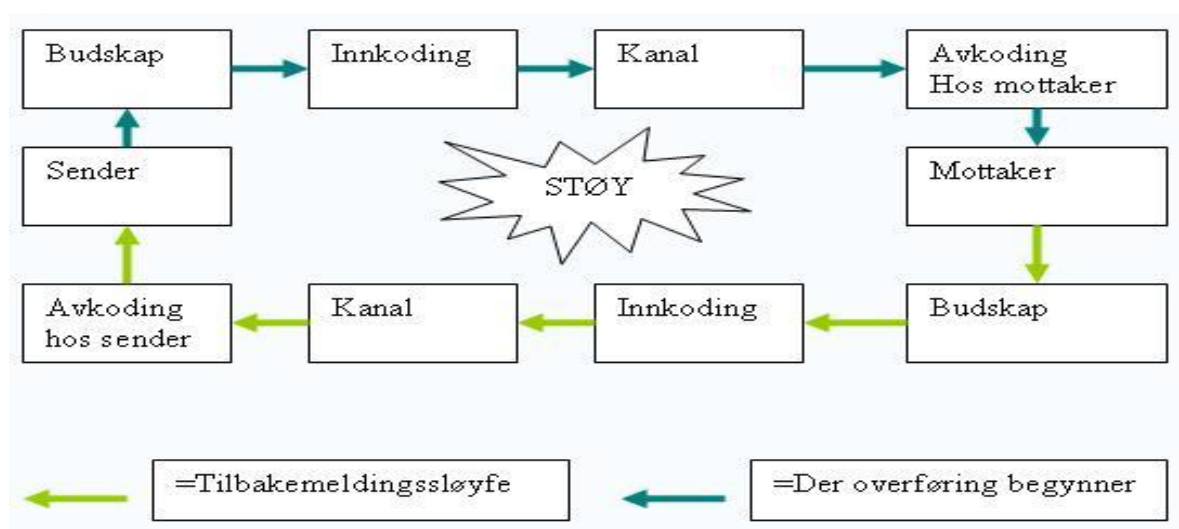 Budskap
Innkoding
Kanal
Avkoding
Hos mottaker
Sender
STØY
Mottaker
Avkoding
hos sender
Kanal
Innkoding
Budskap
=Tilbakemeldingssløyfe
=Der overføring begynner